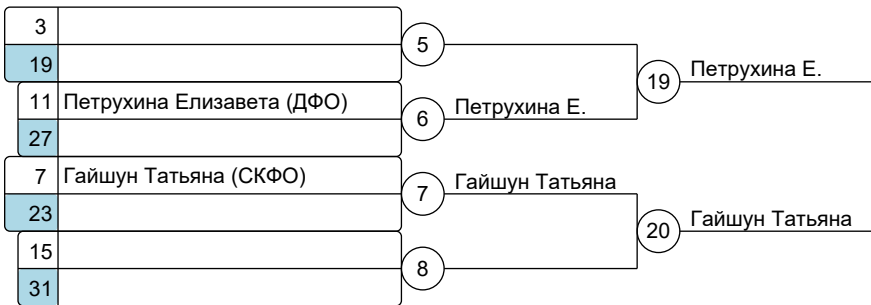 3
5
19
19 Петрухина Е.
11 Петрухина Елизавета (ДФО)
6 Петрухина Е.
27
7 Гайшун Татьяна (СКФО)
7 Гайшун Татьяна
23
20 Гайшун Татьяна
15
8
31